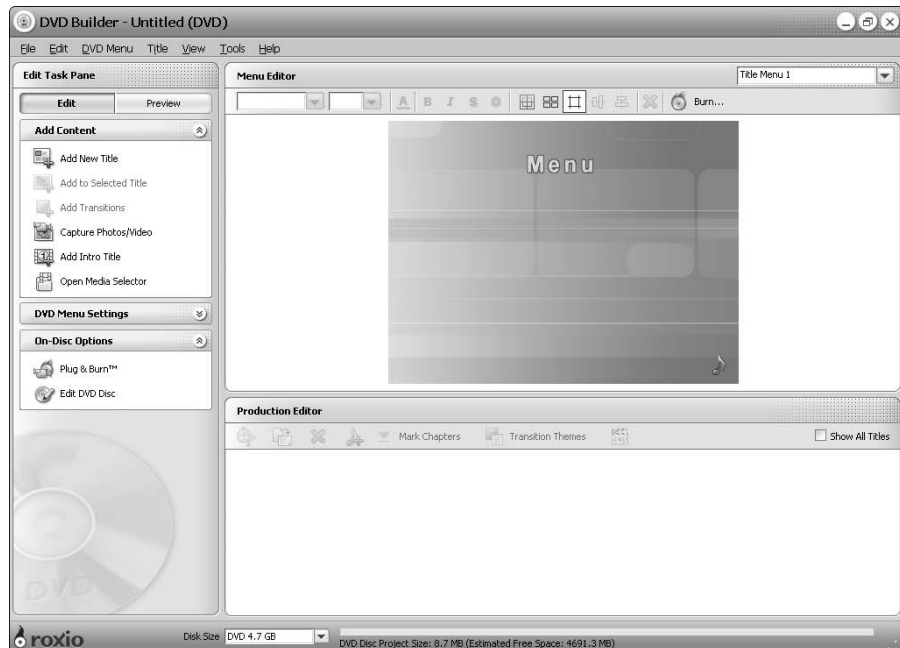 DVD Builder - Untitled (DVD)
File Edit DVD Menu Title View Tools Help
Edit Task Pane
Edit Preview
Add Content
Add New Title
Add to Selected Title
Add Transitions
Capture Photos/Video
Add Intro Title
Open Media Selector
DVD Menu Settings
On-Disc Options
Plug & Burn™
Edit DVD Disc
DVD
Menu Editor
Title Menu 1
A B I S O Burn...
Menu
Production Editor
Mark Chapters Transition Themes Show All Titles
roxio Disk Size DVD 4.7 GB DVD Disc Project Size: 8.7 MB (Estimated Free Space: 4691.3 MB)